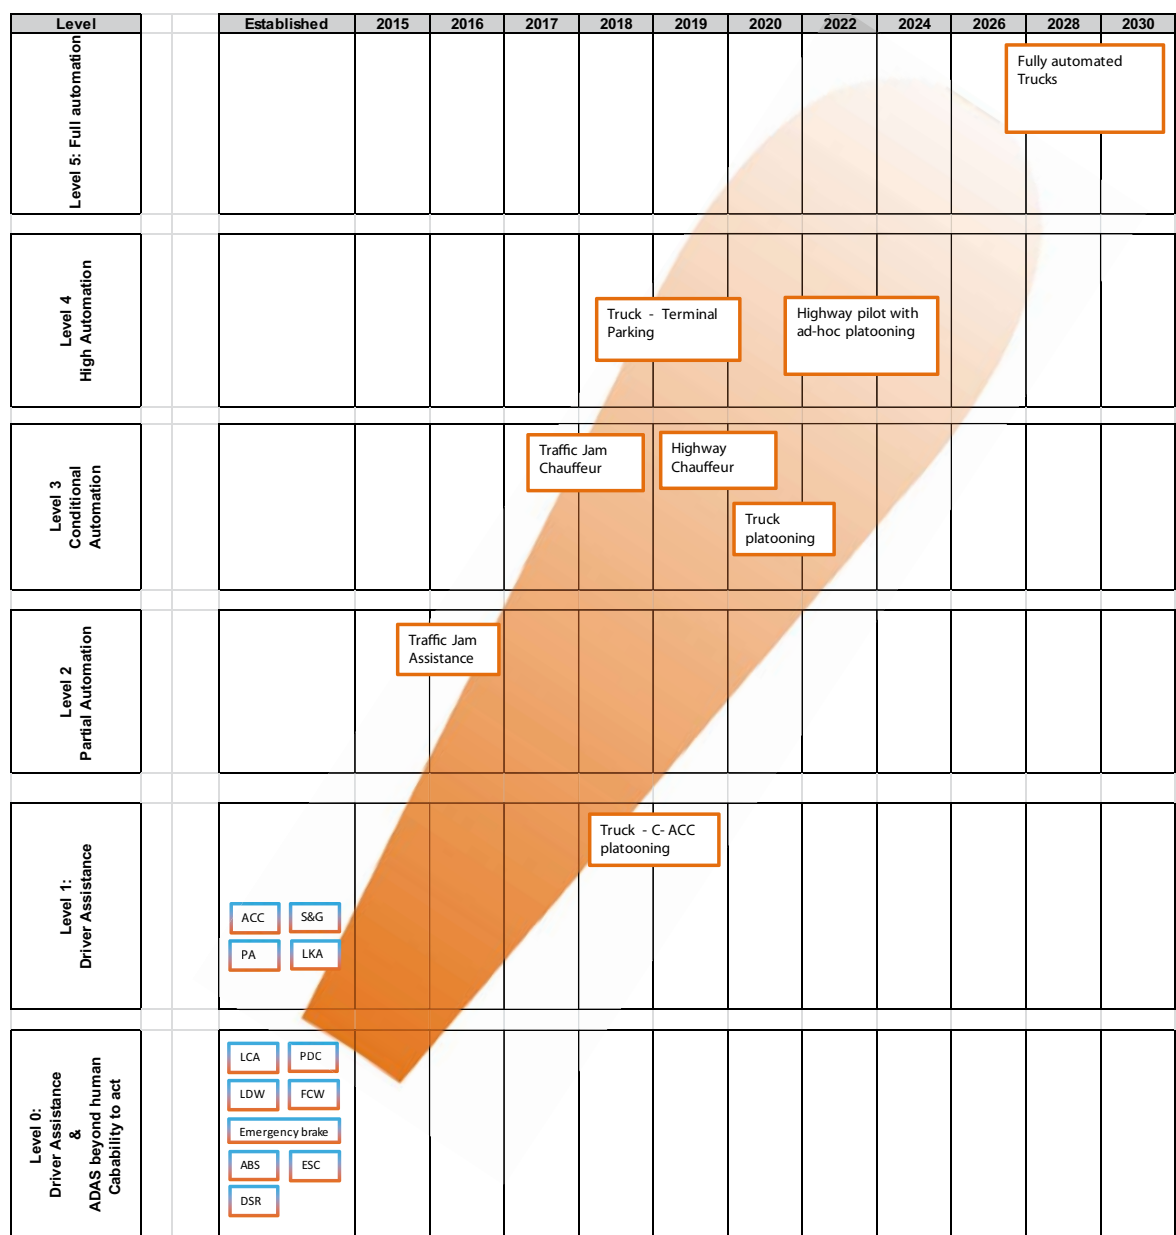 Level Established 2015 2016 2017 2018 2019 2020 2022 2024 2026 2028 2030
Level 5: Full automation
Fully automated
Trucks
Level 4
High Automation
Truck - Terminal
Parking
Highway pilot with
ad-hoc platooning
Level 3
Conditional
Automation
Traffic Jam
Chauffeur
Highway
Chauffeur
Truck
platooning
Level 2
Partial Automation
Traffic Jam
Assistance
Level 1:
Driver Assistance
Truck - C- ACC
platooning
ACC S&G
PA LKA
Level 0:
Driver Assistance
&
ADAS beyond human
Cabability to act
LCA PDC
LDW FCW
Emergency brake
ABS ESC
DSR